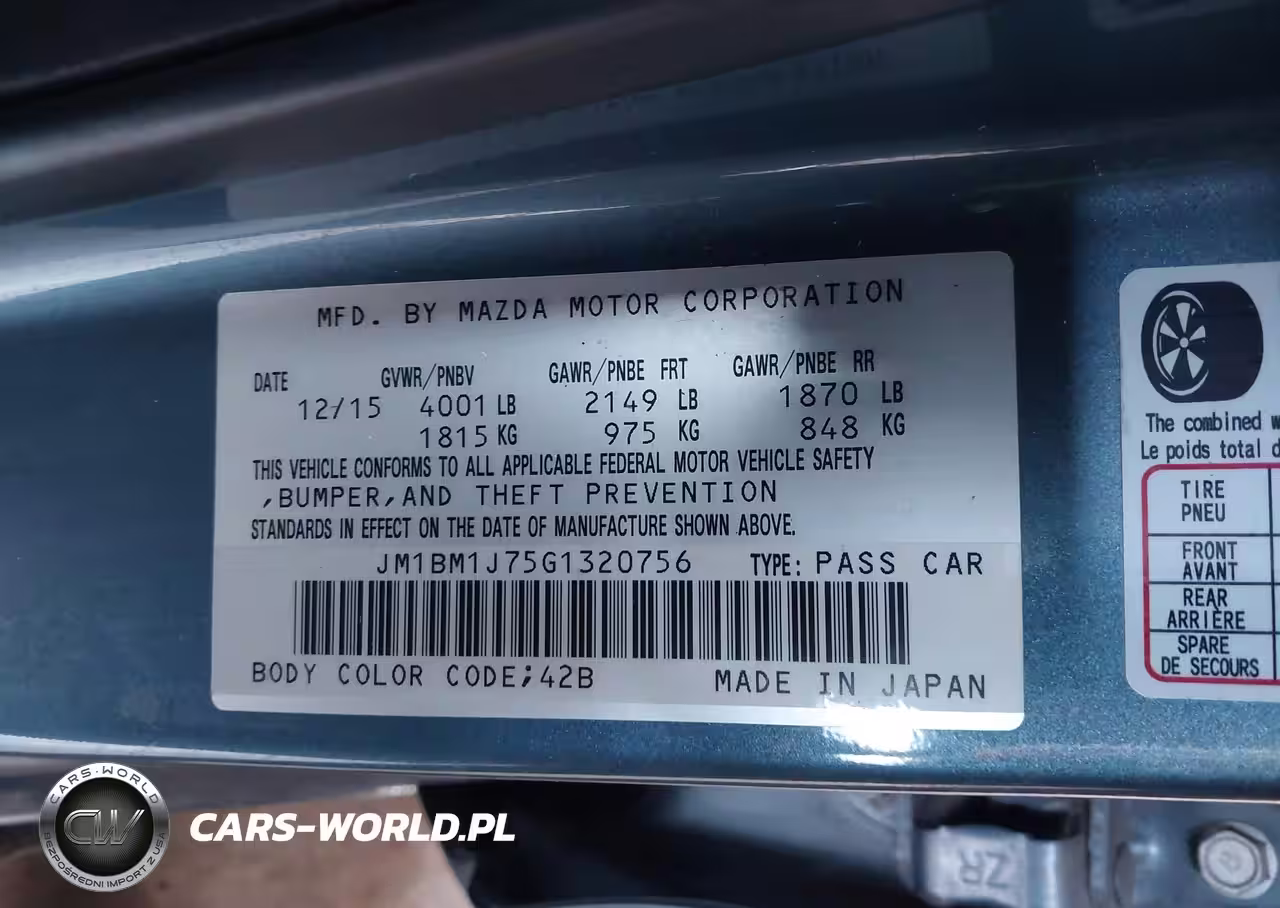 MFD. BY MAZDA MOTOR CORPORATION
DATE GVWR/PNBV GAWR/PNBE FRT GAWR/PNBE RR
12/15 4001 LB 2149 LB 1870 LB
1815 KG 975 KG 848 KG
THIS VEHICLE CONFORMS TO ALL APPLICABLE FEDERAL MOTOR VEHICLE SAFETY
,BUMPER,AND THEFT PREVENTION
STANDARDS IN EFFECT ON THE DATE OF MANUFACTURE SHOWN ABOVE.
JM1BM1J75G1320756 TYPE: PASS CAR
BODY COLOR CODE;42B MADE IN JAPAN
The combined
Le poids total
TIRE
PNEU
FRONT
AVANT
REAR
ARRIÈRE
SPARE
DE SECOURS
CARS-WORLD
CW
BEZPOŚREDNI IMPORT Z USA
CARS-WORLD.PL
ZR